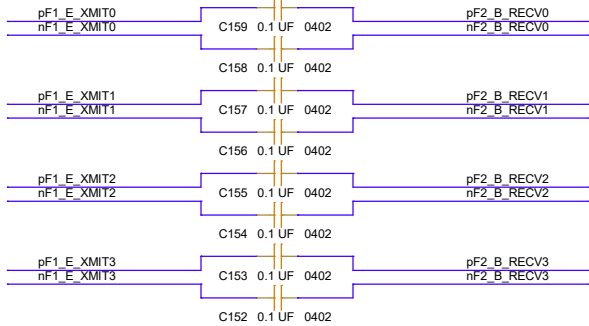 pF1_E_XMIT0 pF2_B_RECV0
nF1_E_XMIT0 C159 0.1 UF 0402 nF2_B_RECV0
C158 0.1 UF 0402
pF1_E_XMIT1 pF2_B_RECV1
nF1_E_XMIT1 C157 0.1 UF 0402 nF2_B_RECV1
C156 0.1 UF 0402
pF1_E_XMIT2 pF2_B_RECV2
nF1_E_XMIT2 C155 0.1 UF 0402 nF2_B_RECV2
C154 0.1 UF 0402
pF1_E_XMIT3 pF2_B_RECV3
nF1_E_XMIT3 C153 0.1 UF 0402 nF2_B_RECV3
C152 0.1 UF 0402